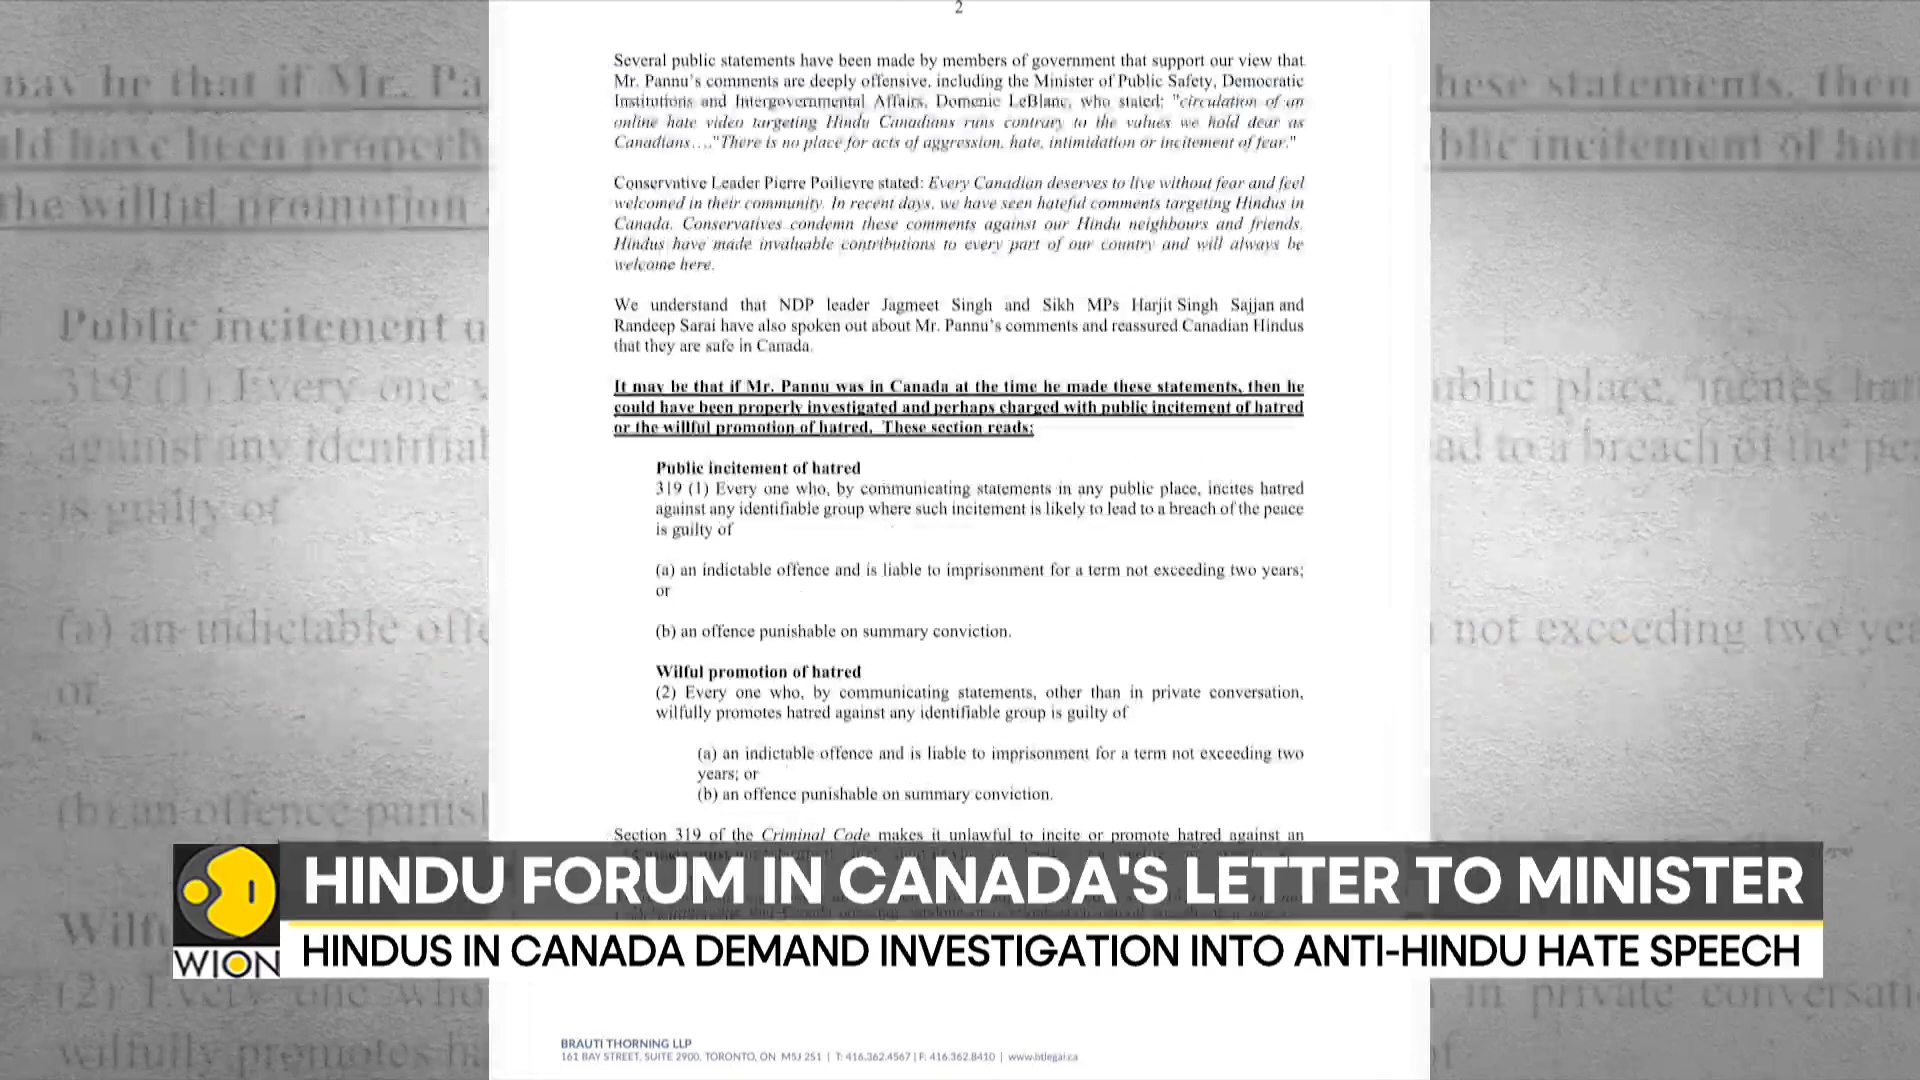 2
Several public statements have been made by members of government that support our view that
Mr. Pannu's comments are deeply offensive, including the Minister of Public Safety, Democratic
Institutions and Intergovernmental Affairs, Domenic LeBlanc, who stated: "circulation of an
online hate video targeting Hindu Canadians runs contrary to the values we hold dear as
Canadians…."There is no place for acts of aggression, hate, intimidation or incitement of fear."
Conservative Leader Pierre Poilievre stated: Every Canadian deserves to live without fear and feel
welcomed in their community. In recent days, we have seen hateful comments targeting Hindus in
Canada. Conservatives condemn these comments against our Hindu neighbours and friends.
Hindus have made invaluable contributions to every part of our country and will always be
welcome here.
We understand that NDP leader Jagmeet Singh and Sikh MPs Harjit Singh Sajjan and
Randeep Sarai have also spoken out about Mr. Pannu's comments and reassured Canadian Hindus
that they are safe in Canada.
It may be that if Mr. Pannu was in Canada at the time he made these statements, then he
could have been properly investigated and perhaps charged with public incitement of hatred
or the willful promotion of hatred. These section reads:
Public incitement of hatred
319 (1) Every one who, by communicating statements in any public place, incites hatred
against any identifiable group where such incitement is likely to lead to a breach of the peace
is guilty of
(a) an indictable offence and is liable to imprisonment for a term not exceeding two years;
or
(b) an offence punishable on summary conviction.
Wilful promotion of hatred
(2) Every one who, by communicating statements, other than in private conversation,
wilfully promotes hatred against any identifiable group is guilty of
(a) an indictable offence and is liable to imprisonment for a term not exceeding two
years; or
(b) an offence punishable on summary conviction.
Section 319 of the Criminal Code makes it unlawful to incite or promote hatred against an
HINDU FORUM IN CANADA'S LETTER TO MINISTER
WION
HINDUS IN CANADA DEMAND INVESTIGATION INTO ANTI-HINDU HATE SPEECH
BRAUTI THORNING LLP
161 BAY STREET, SUITE 2900, TORONTO, ON M5J 2S1 | T: 416.362.4567 | F: 416.362.8410 | www.btlegal.ca